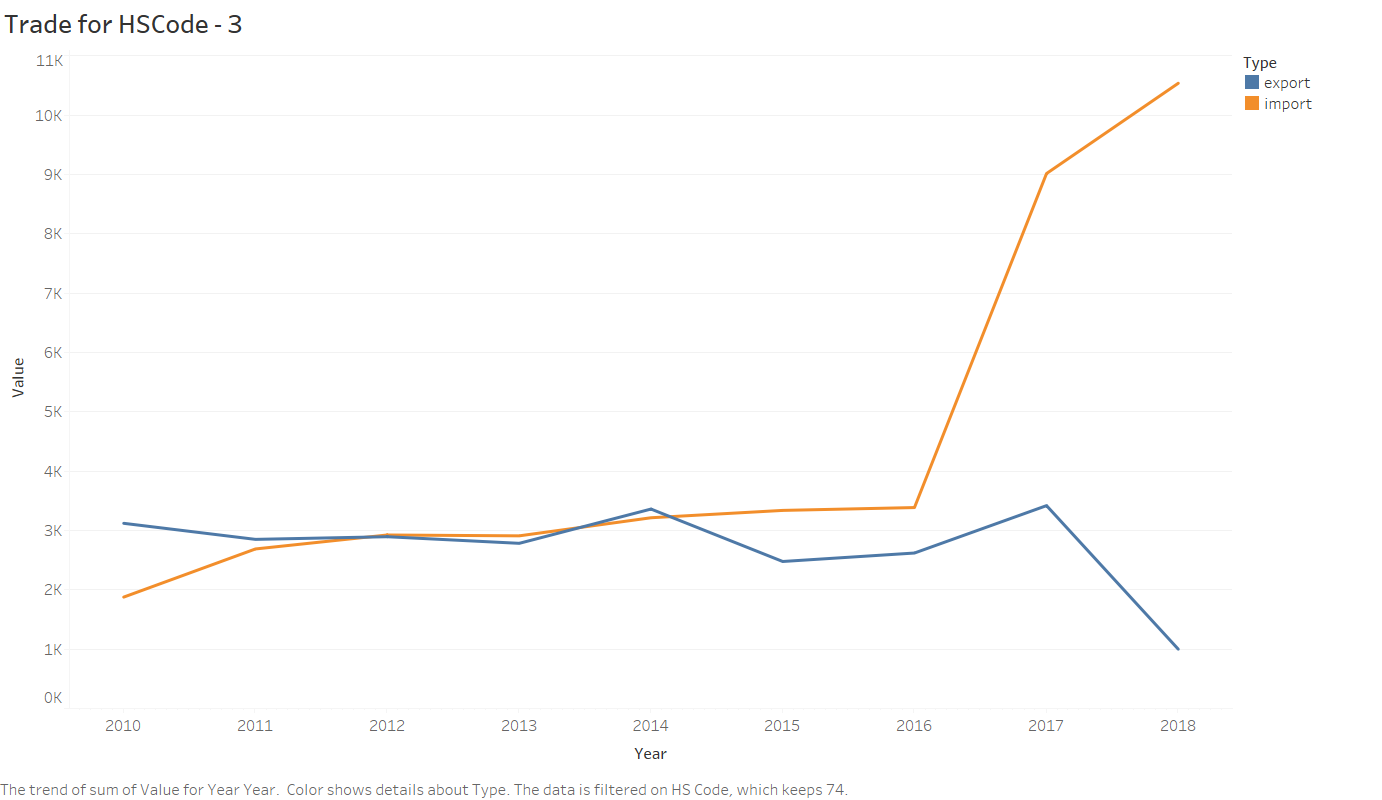 Trade for HSCode - 3
11K
10K
9K
8K
7K
6K
5K
4K
3K
2K
1K
0K
Value
2010 2011 2012 2013 2014 2015 2016 2017 2018
Year
Type
export
import
The trend of sum of Value for Year Year.  Color shows details about Type. The data is filtered on HS Code, which keeps 74.